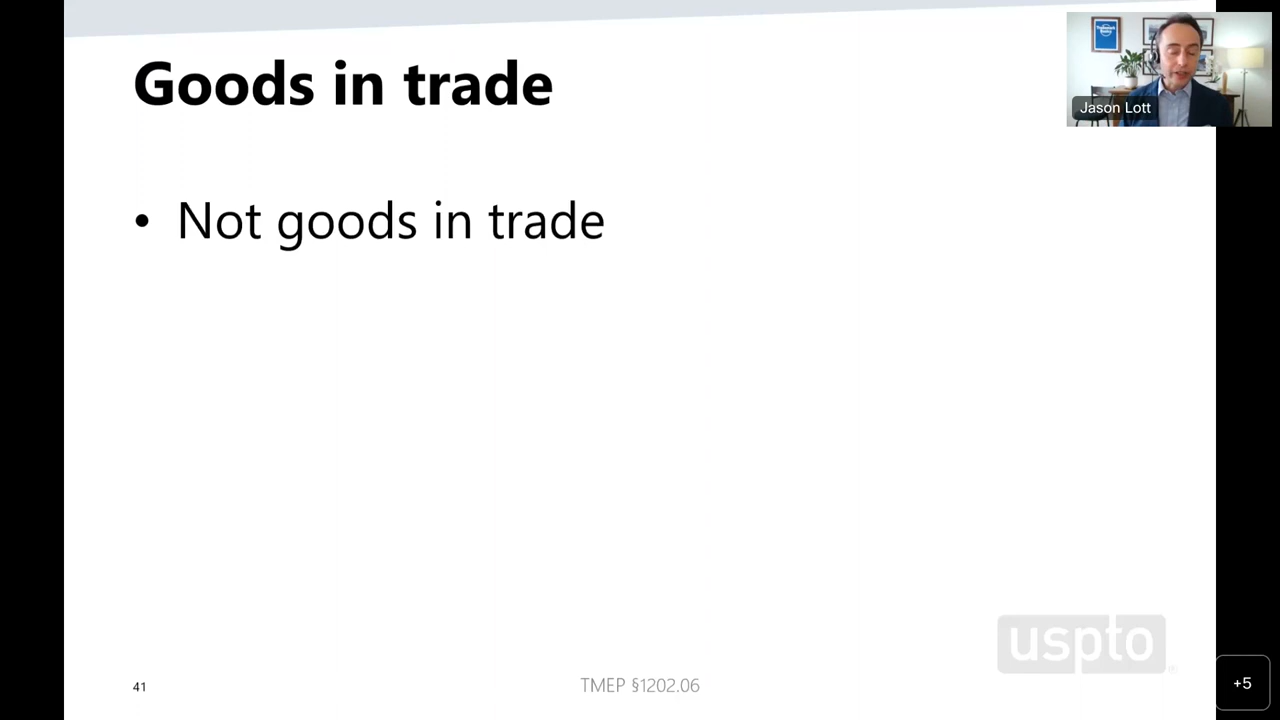 Goods in trade
Jason Lott
• Not goods in trade
uspto
41
TMEP §1202.06
+5